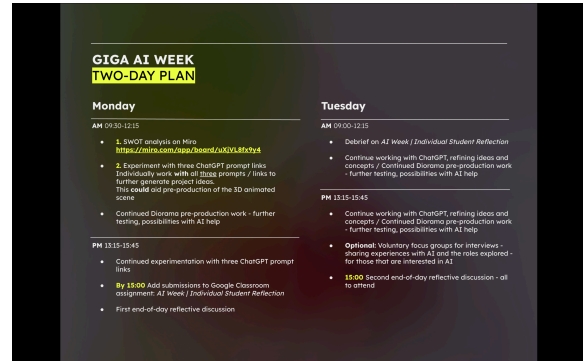 GIGA AI WEEK
TWO-DAY PLAN
Monday
AM 09:30-12:15
● 1. SWOT analysis on Miro
https://miro.com/app/board/uXjVL8fx9y4
● 2. Experiment with three ChatGPT prompt links
Individually work with all three prompts / links to
further generate project ideas.
This could aid pre-production of the 3D animated
scene
● Continued Diorama pre-production work - further
testing, possibilities with AI help
PM 13:15-15:45
● Continued experimentation with three ChatGPT prompt
links
● By 15:00 Add submissions to Google Classroom
assignment: AI Week | Individual Student Reflection
● First end-of-day reflective discussion
Tuesday
AM 09:00-12:15
● Debrief on AI Week | Individual Student Reflection
● Continue working with ChatGPT, refining ideas and
concepts / Continued Diorama pre-production work
- further testing, possibilities with AI help
PM 13:15-15:45
● Continue working with ChatGPT, refining ideas and
concepts / Continued Diorama pre-production work
- further testing, possibilities with AI help
● Optional: Voluntary focus groups for interviews -
sharing experiences with AI and the roles explored -
for those that are interested in AI
● 15:00 Second end-of-day reflective discussion - all
to attend